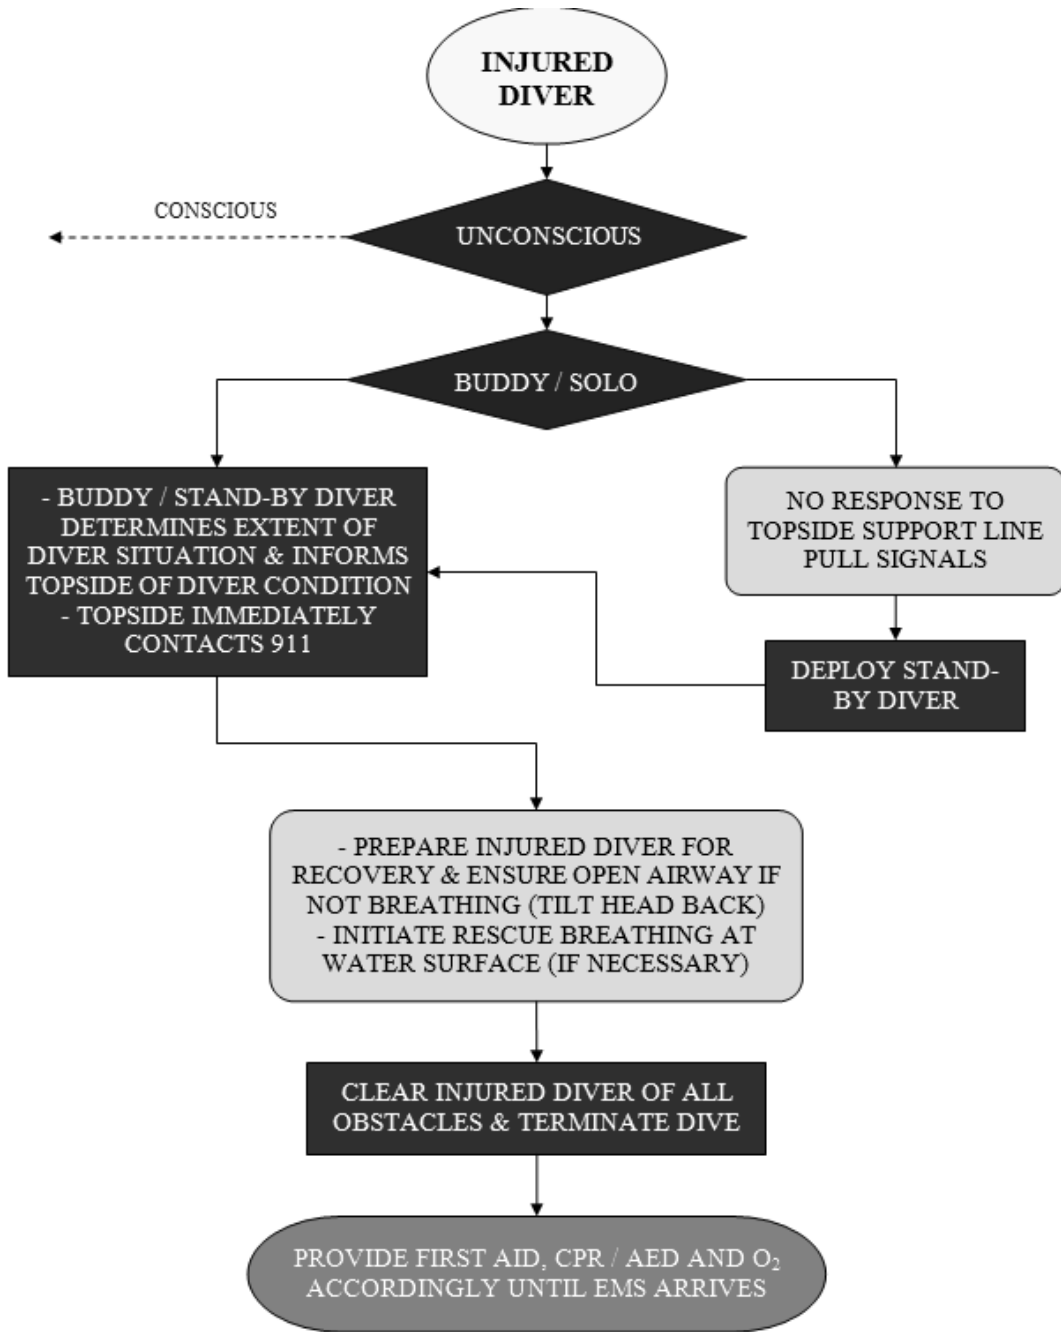 INJURED
DIVER
CONSCIOUS
UNCONSCIOUS
BUDDY / SOLO
- BUDDY / STAND-BY DIVER
DETERMINES EXTENT OF
DIVER SITUATION & INFORMS
TOPSIDE OF DIVER CONDITION
- TOPSIDE IMMEDIATELY
CONTACTS 911
NO RESPONSE TO
TOPSIDE SUPPORT LINE
PULL SIGNALS
DEPLOY STAND-
BY DIVER
- PREPARE INJURED DIVER FOR
RECOVERY & ENSURE OPEN AIRWAY IF
NOT BREATHING (TILT HEAD BACK)
- INITIATE RESCUE BREATHING AT
WATER SURFACE (IF NECESSARY)
CLEAR INJURED DIVER OF ALL
OBSTACLES & TERMINATE DIVE
PROVIDE FIRST AID, CPR / AED AND O₂
ACCORDINGLY UNTIL EMS ARRIVES